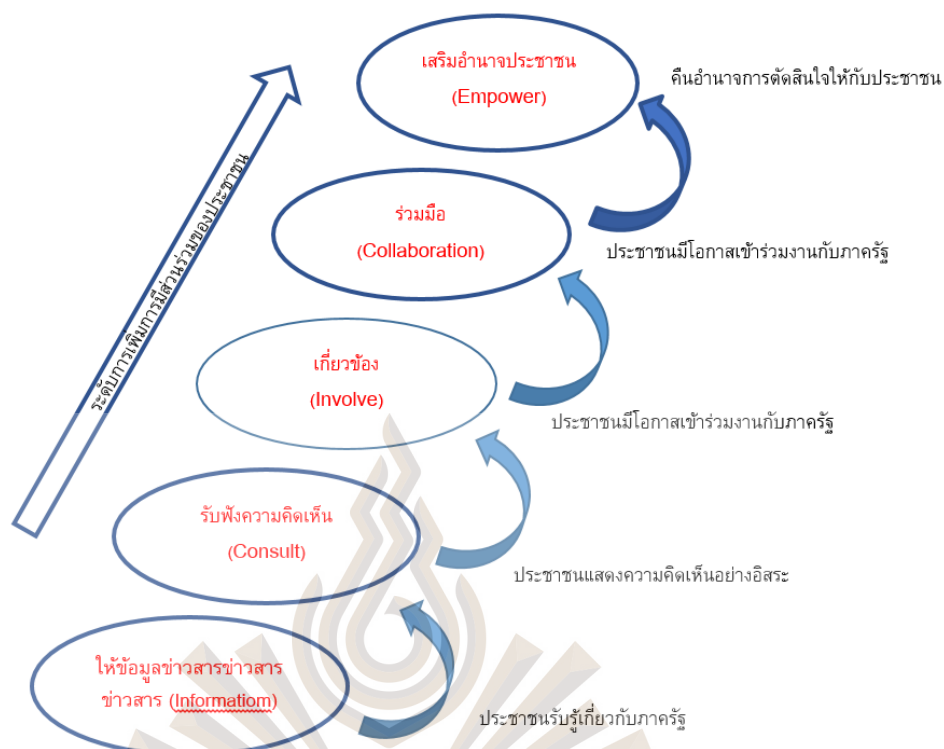 เสริมอำนาจประชาชน
(Empower)
คืนอำนาจการตัดสินใจให้กับประชาชน
ร่วมมือ
(Collaboration)
ประชาชนมีโอกาสเข้าร่วมงานกับภาครัฐ
ระดับการเพิ่มการมีส่วนร่วมของประชาชน
เกี่ยวข้อง
(Involve)
ประชาชนมีโอกาสเข้าร่วมงานกับภาครัฐ
รับฟังความคิดเห็น
(Consult)
ประชาชนแสดงความคิดเห็นอย่างอิสระ
ให้ข้อมูลข่าวสารข่าวสาร
ข่าวสาร (Informatiom)
ประชาชนรับรู้เกี่ยวกับภาครัฐ